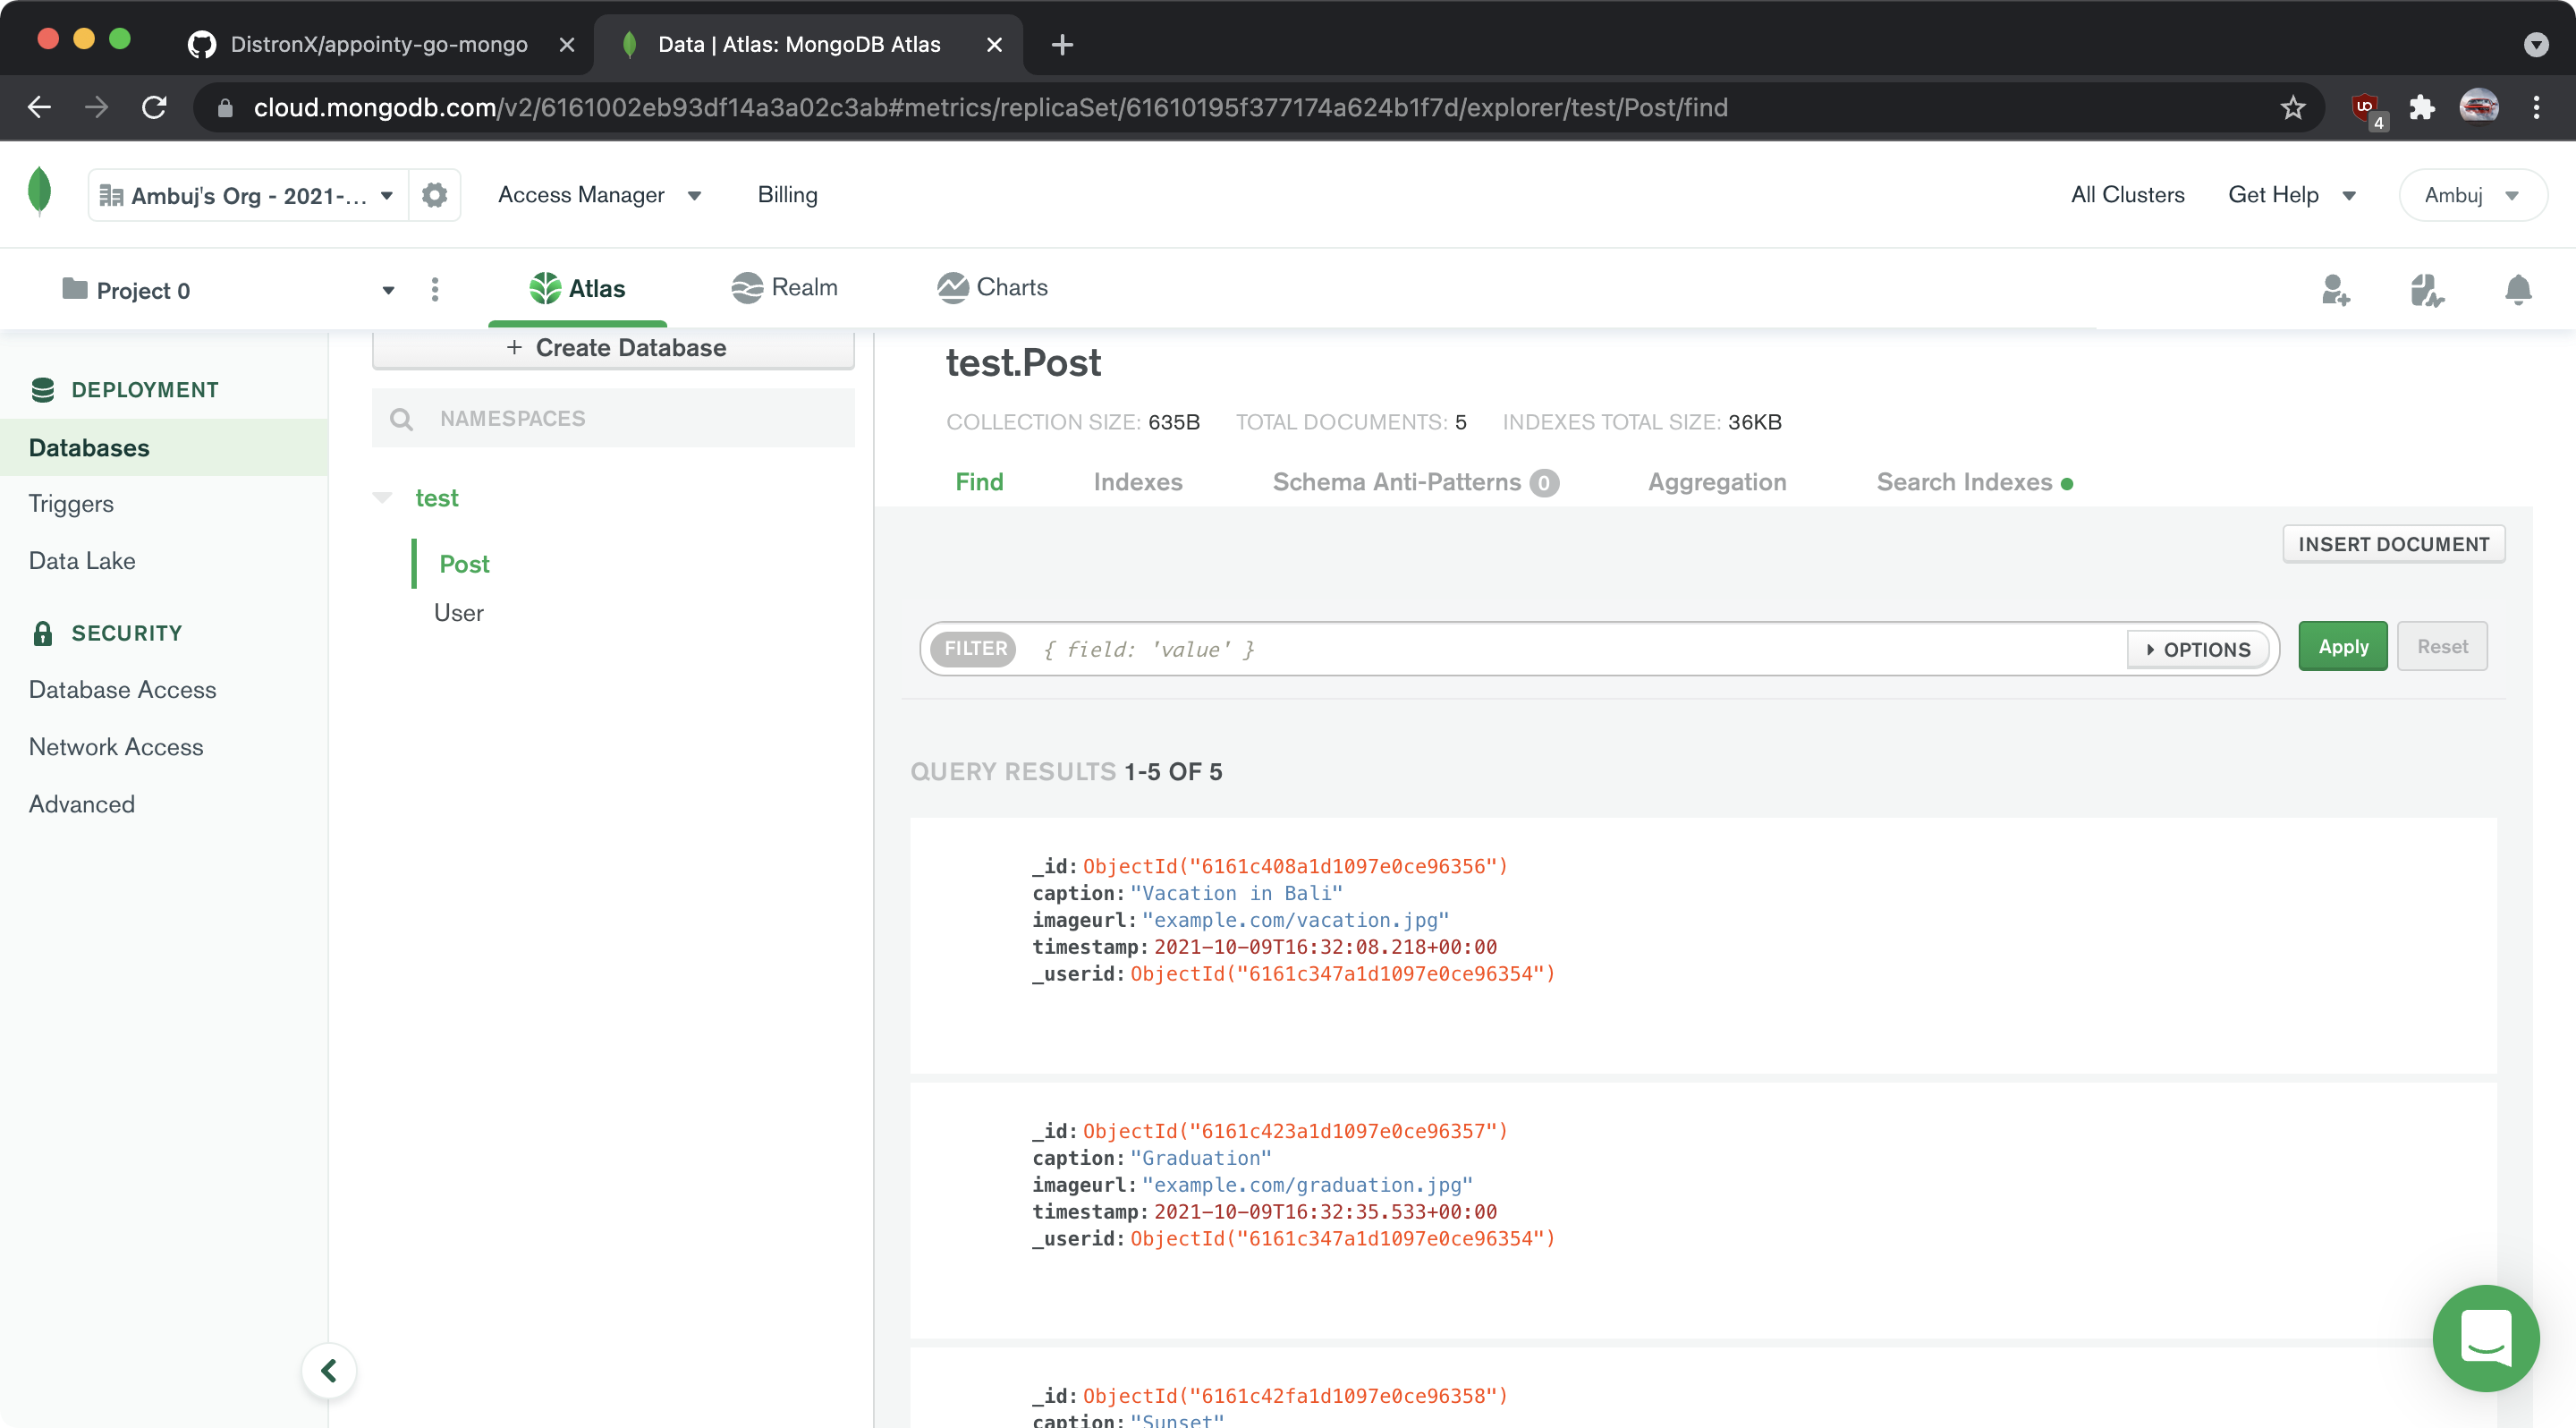 DistronX/appointy-go-mongo
Data | Atlas: MongoDB Atlas
cloud.mongodb.com/v2/6161002eb93df14a3a02c3ab#metrics/replicaSet/61610195f377174a624b1f7d/explorer/test/Post/find
4
Ambuj's Org - 2021-...
Access Manager
Billing
All Clusters
Get Help
Ambuj
Project 0
Atlas
Realm
Charts
DEPLOYMENT
Databases
Triggers
Data Lake
SECURITY
Database Access
Network Access
Advanced
+ Create Database
NAMESPACES
test
Post
User
test.Post
COLLECTION SIZE: 635B TOTAL DOCUMENTS: 5 INDEXES TOTAL SIZE: 36KB
Find
Indexes
Schema Anti-Patterns 0
Aggregation
Search Indexes
INSERT DOCUMENT
FILTER { field: 'value' }
OPTIONS
Apply
Reset
QUERY RESULTS 1-5 OF 5
_id: ObjectId("6161c408a1d1097e0ce96356")
caption: "Vacation in Bali"
imageurl: "example.com/vacation.jpg"
timestamp: 2021-10-09T16:32:08.218+00:00
_userid: ObjectId("6161c347a1d1097e0ce96354")
_id: ObjectId("6161c423a1d1097e0ce96357")
caption: "Graduation"
imageurl: "example.com/graduation.jpg"
timestamp: 2021-10-09T16:32:35.533+00:00
_userid: ObjectId("6161c347a1d1097e0ce96354")
_id: ObjectId("6161c42fa1d1097e0ce96358")
caption: "Sunset"